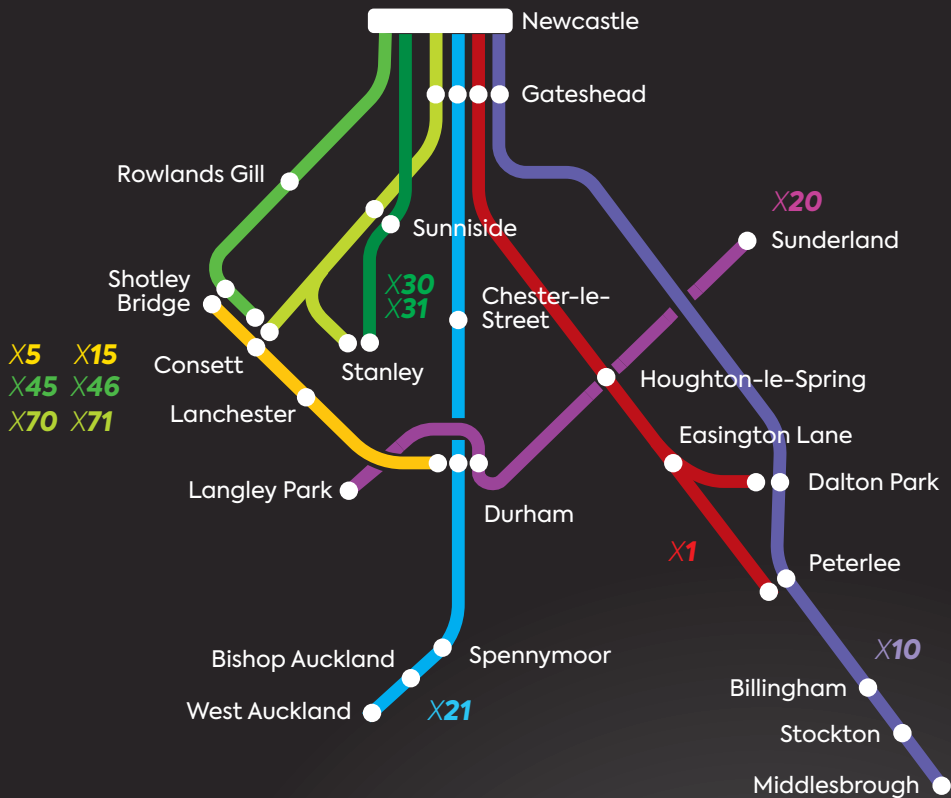 Newcastle
Gateshead
Rowlands Gill
X20
Sunniside
Sunderland
Shotley
Bridge
X30
X31
Chester-le-
Street
X5 X15
Consett
Stanley
X45 X46
Houghton-le-Spring
X70 X71
Lanchester
Easington Lane
Langley Park
Dalton Park
Durham
X1
Peterlee
Bishop Auckland
Spennymoor
X10
West Auckland
X21
Billingham
Stockton
Middlesbrough